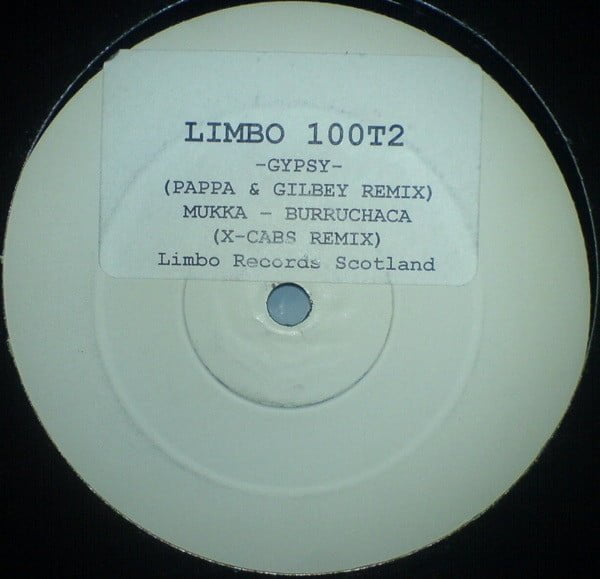 LIMBO 100T2
-GYPSY-
(PAPPA & GILBEY REMIX)
MUKKA - BURRUCHACA
(X-CABS REMIX)
Limbo Records Scotland